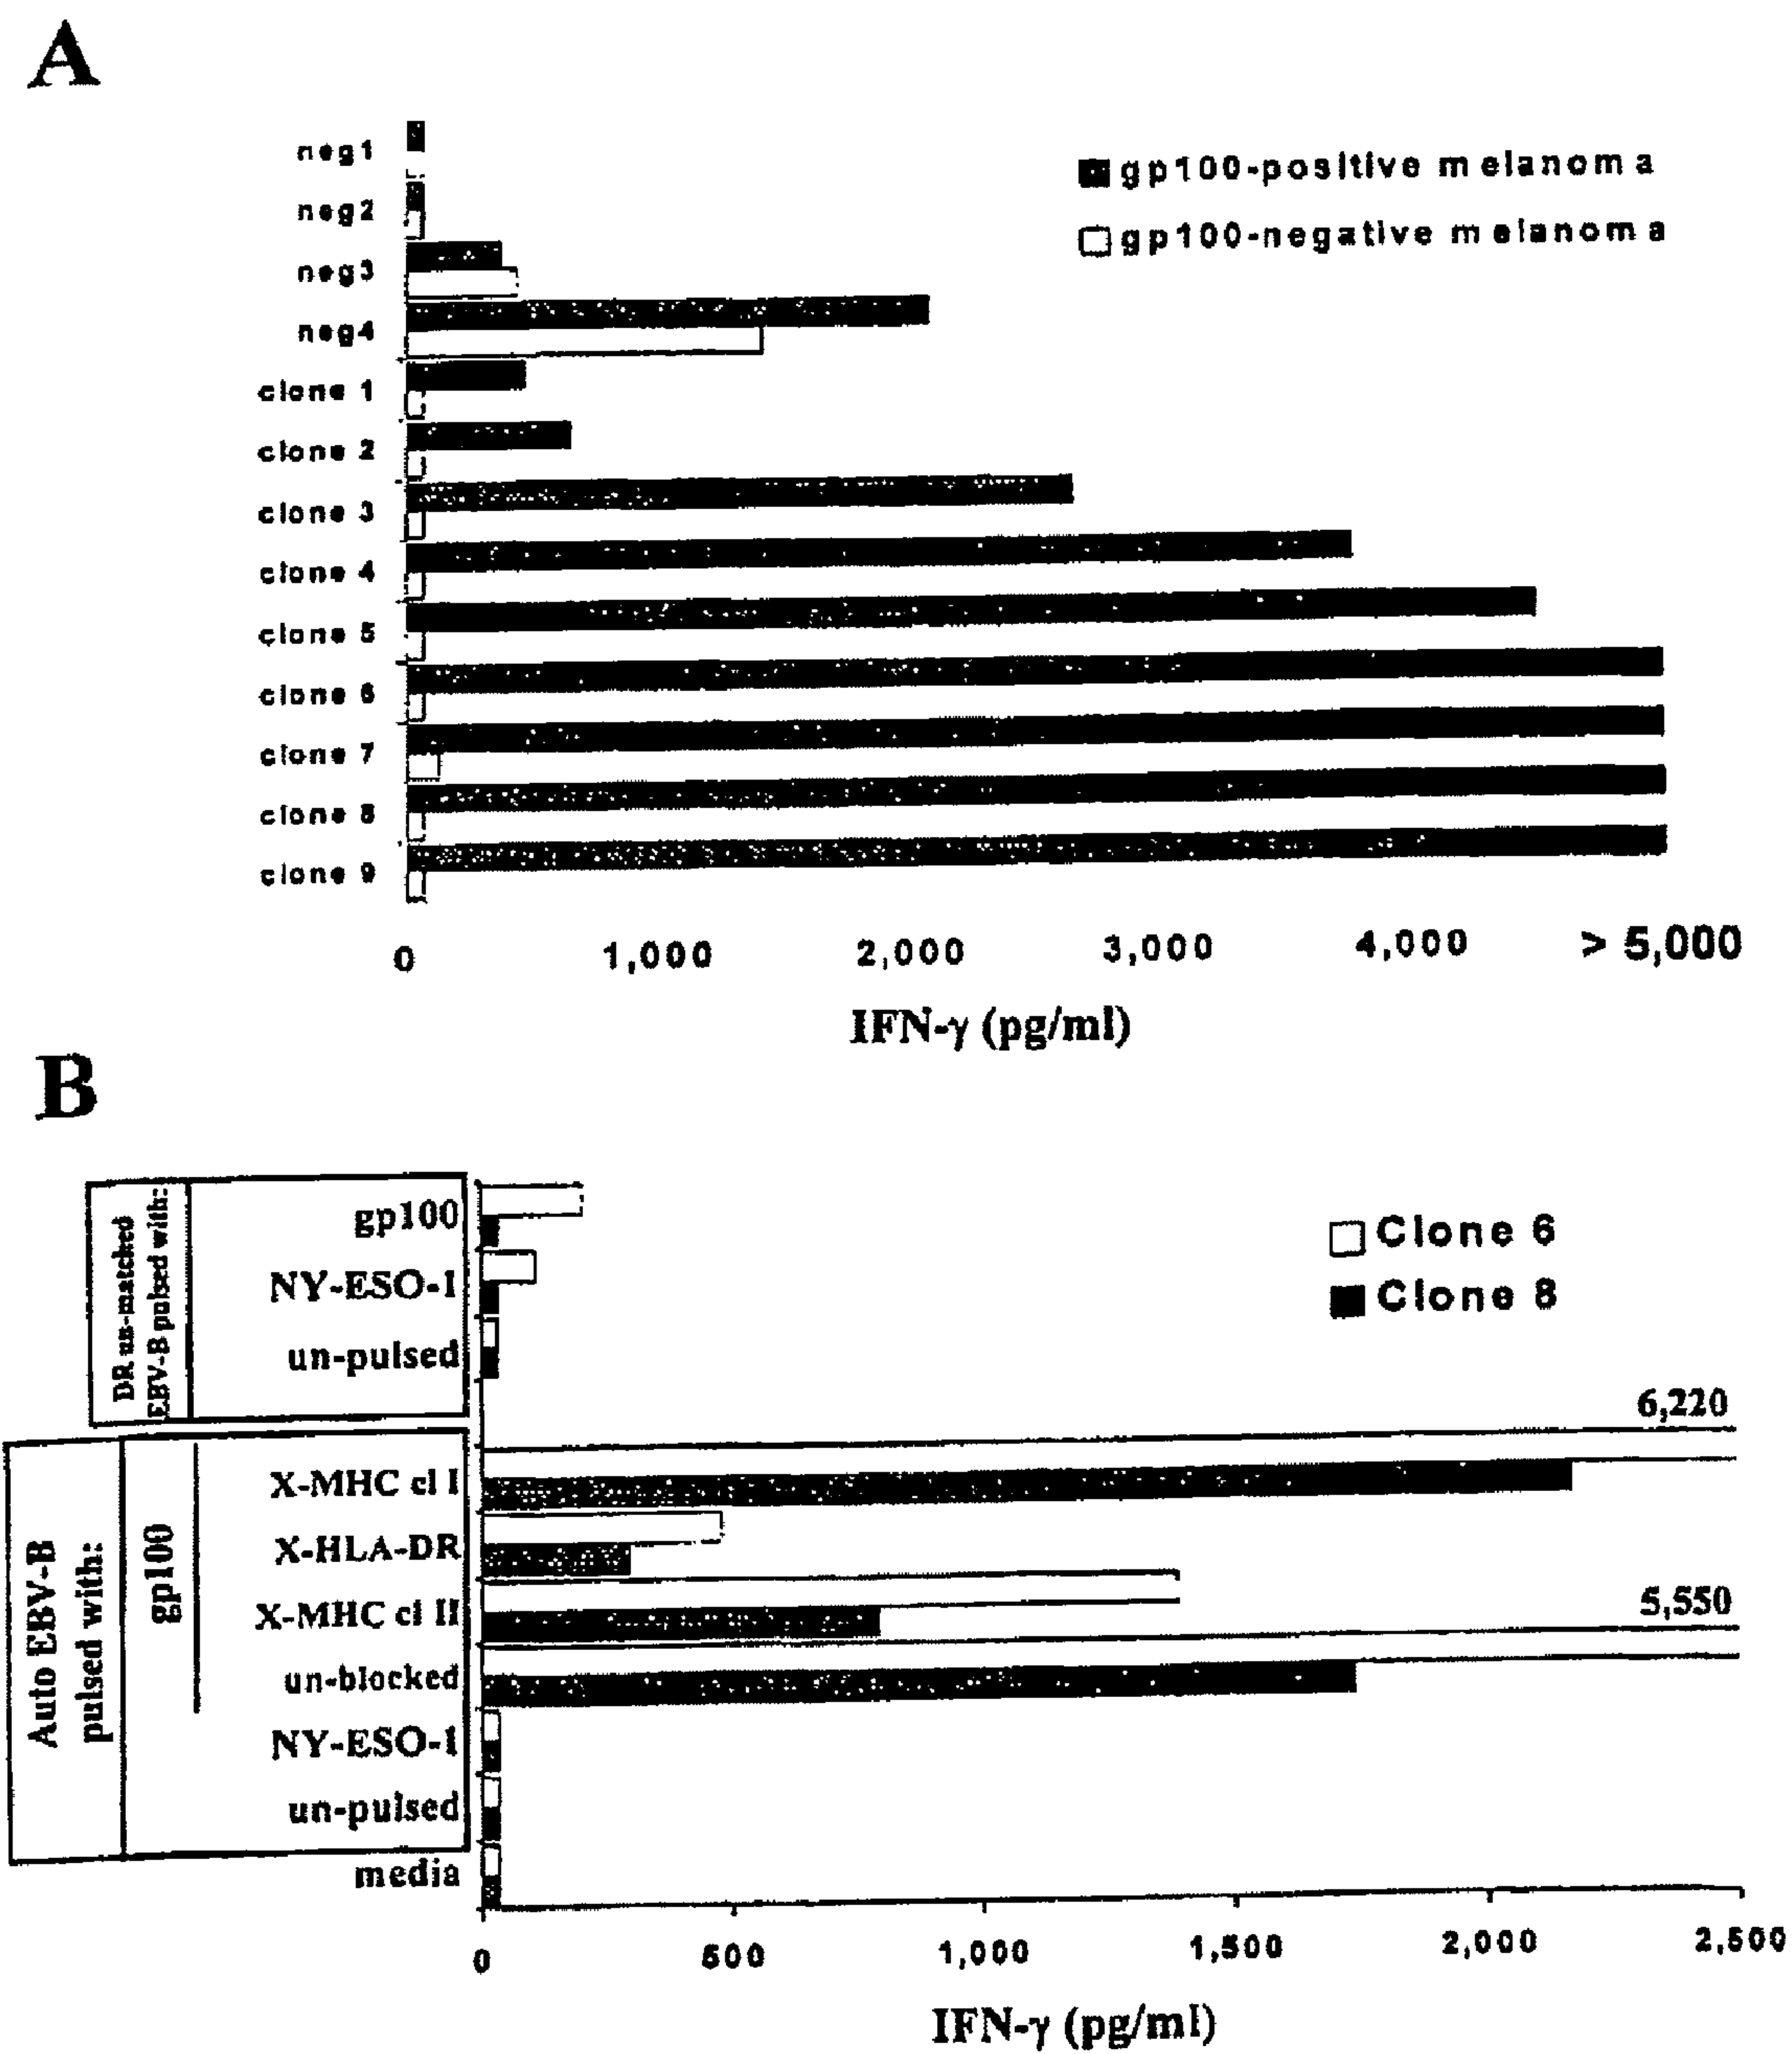 A
neg1
neg2
neg3
neg4
clone 1
clone 2
clone 3
clone 4
clone 5
clone 6
clone 7
clone 8
clone 9
gp100-positive melanoma
gp100-negative melanoma
0 1,000 2,000 3,000 4,000 > 5,000
IFN-γ (pg/ml)
B
DR un-matched
EBV-B pulsed with:
gp100
NY-ESO-1
un-pulsed
Clone 6
Clone 8
Auto EBV-B
pulsed with:
gp100
X-MHC cl I
X-HLA-DR
X-MHC cl II
un-blocked
NY-ESO-1
un-pulsed
media
6,220
5,550
0 500 1,000 1,500 2,000 2,500
IFN-γ (pg/ml)